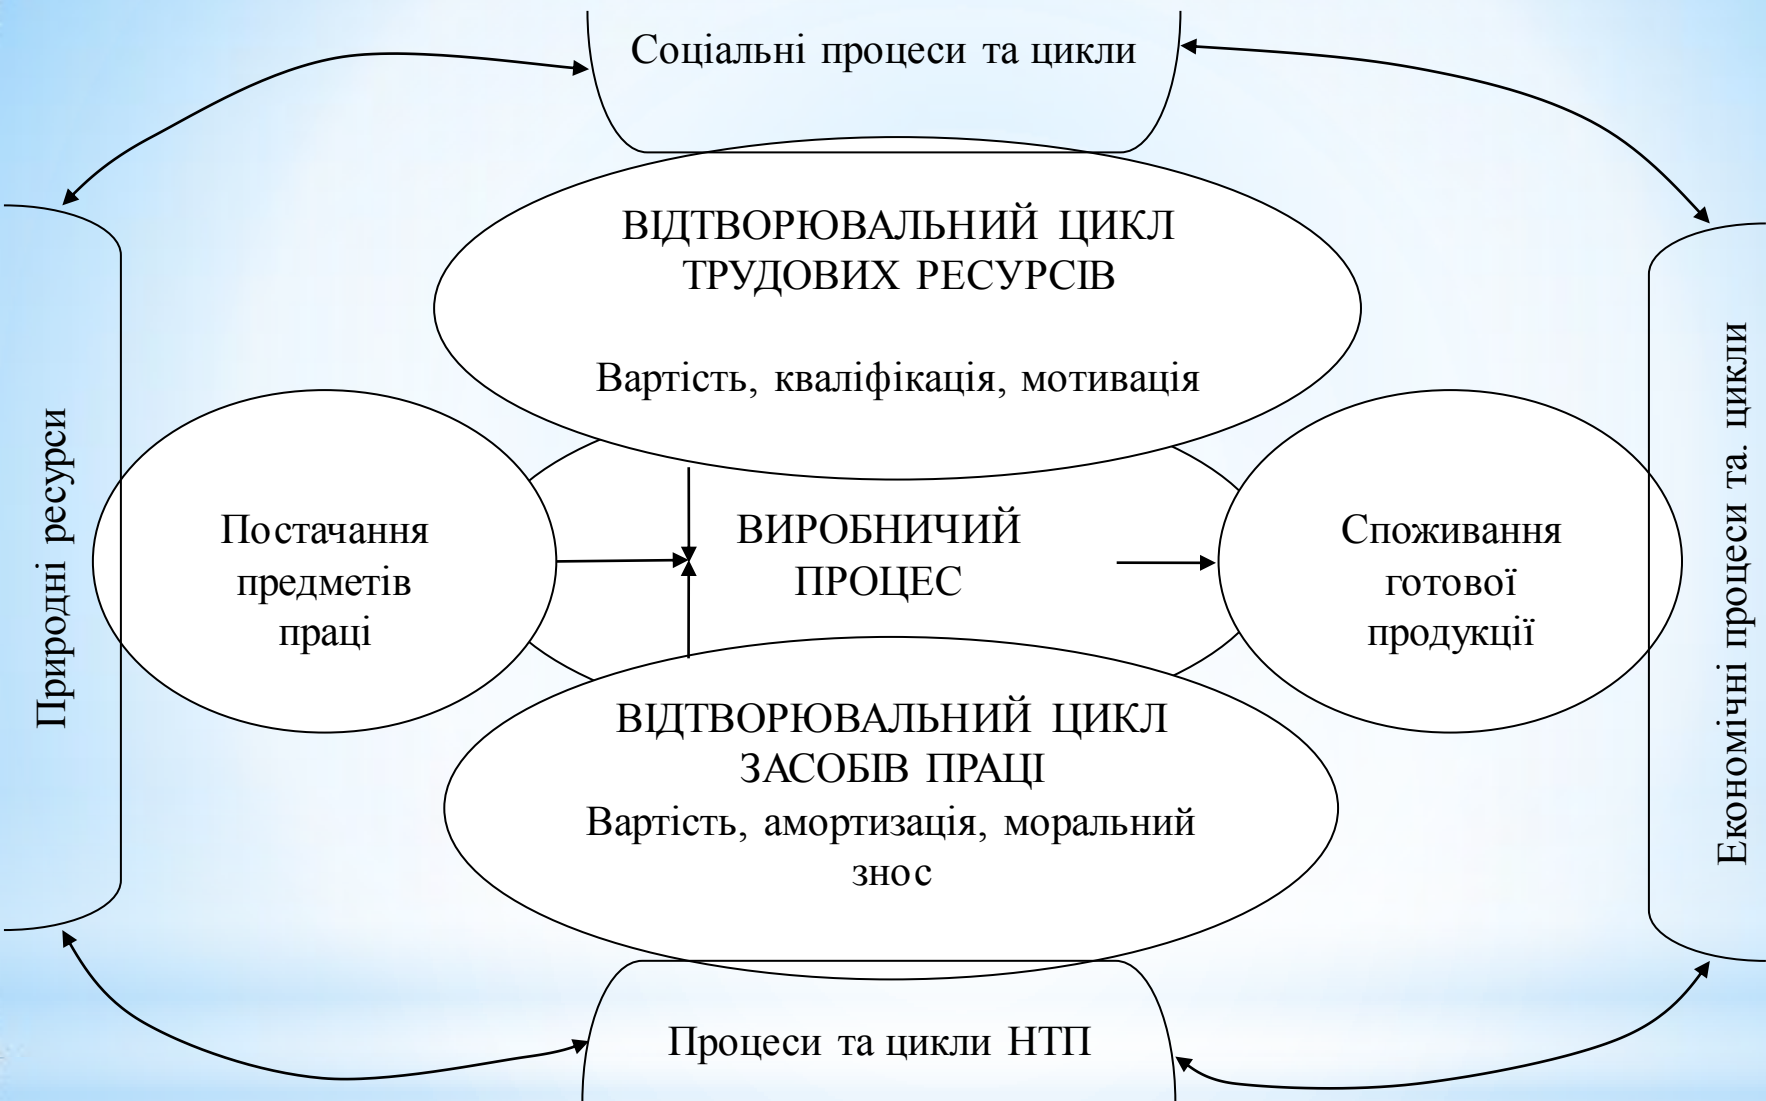 Соціальні процеси та цикли
ВІДТВОРЮВАЛЬНИЙ ЦИКЛ
ТРУДОВИХ РЕСУРСІВ
Вартість, кваліфікація, мотивація
Природні ресурси
Постачання
предметів
праці
ВИРОБНИЧИЙ
ПРОЦЕС
Споживання
готової
продукції
Економічні процеси та. цикли
ВІДТВОРЮВАЛЬНИЙ ЦИКЛ
ЗАСОБІВ ПРАЦІ
Вартість, амортизація, моральний
знос
Процеси та цикли НТП